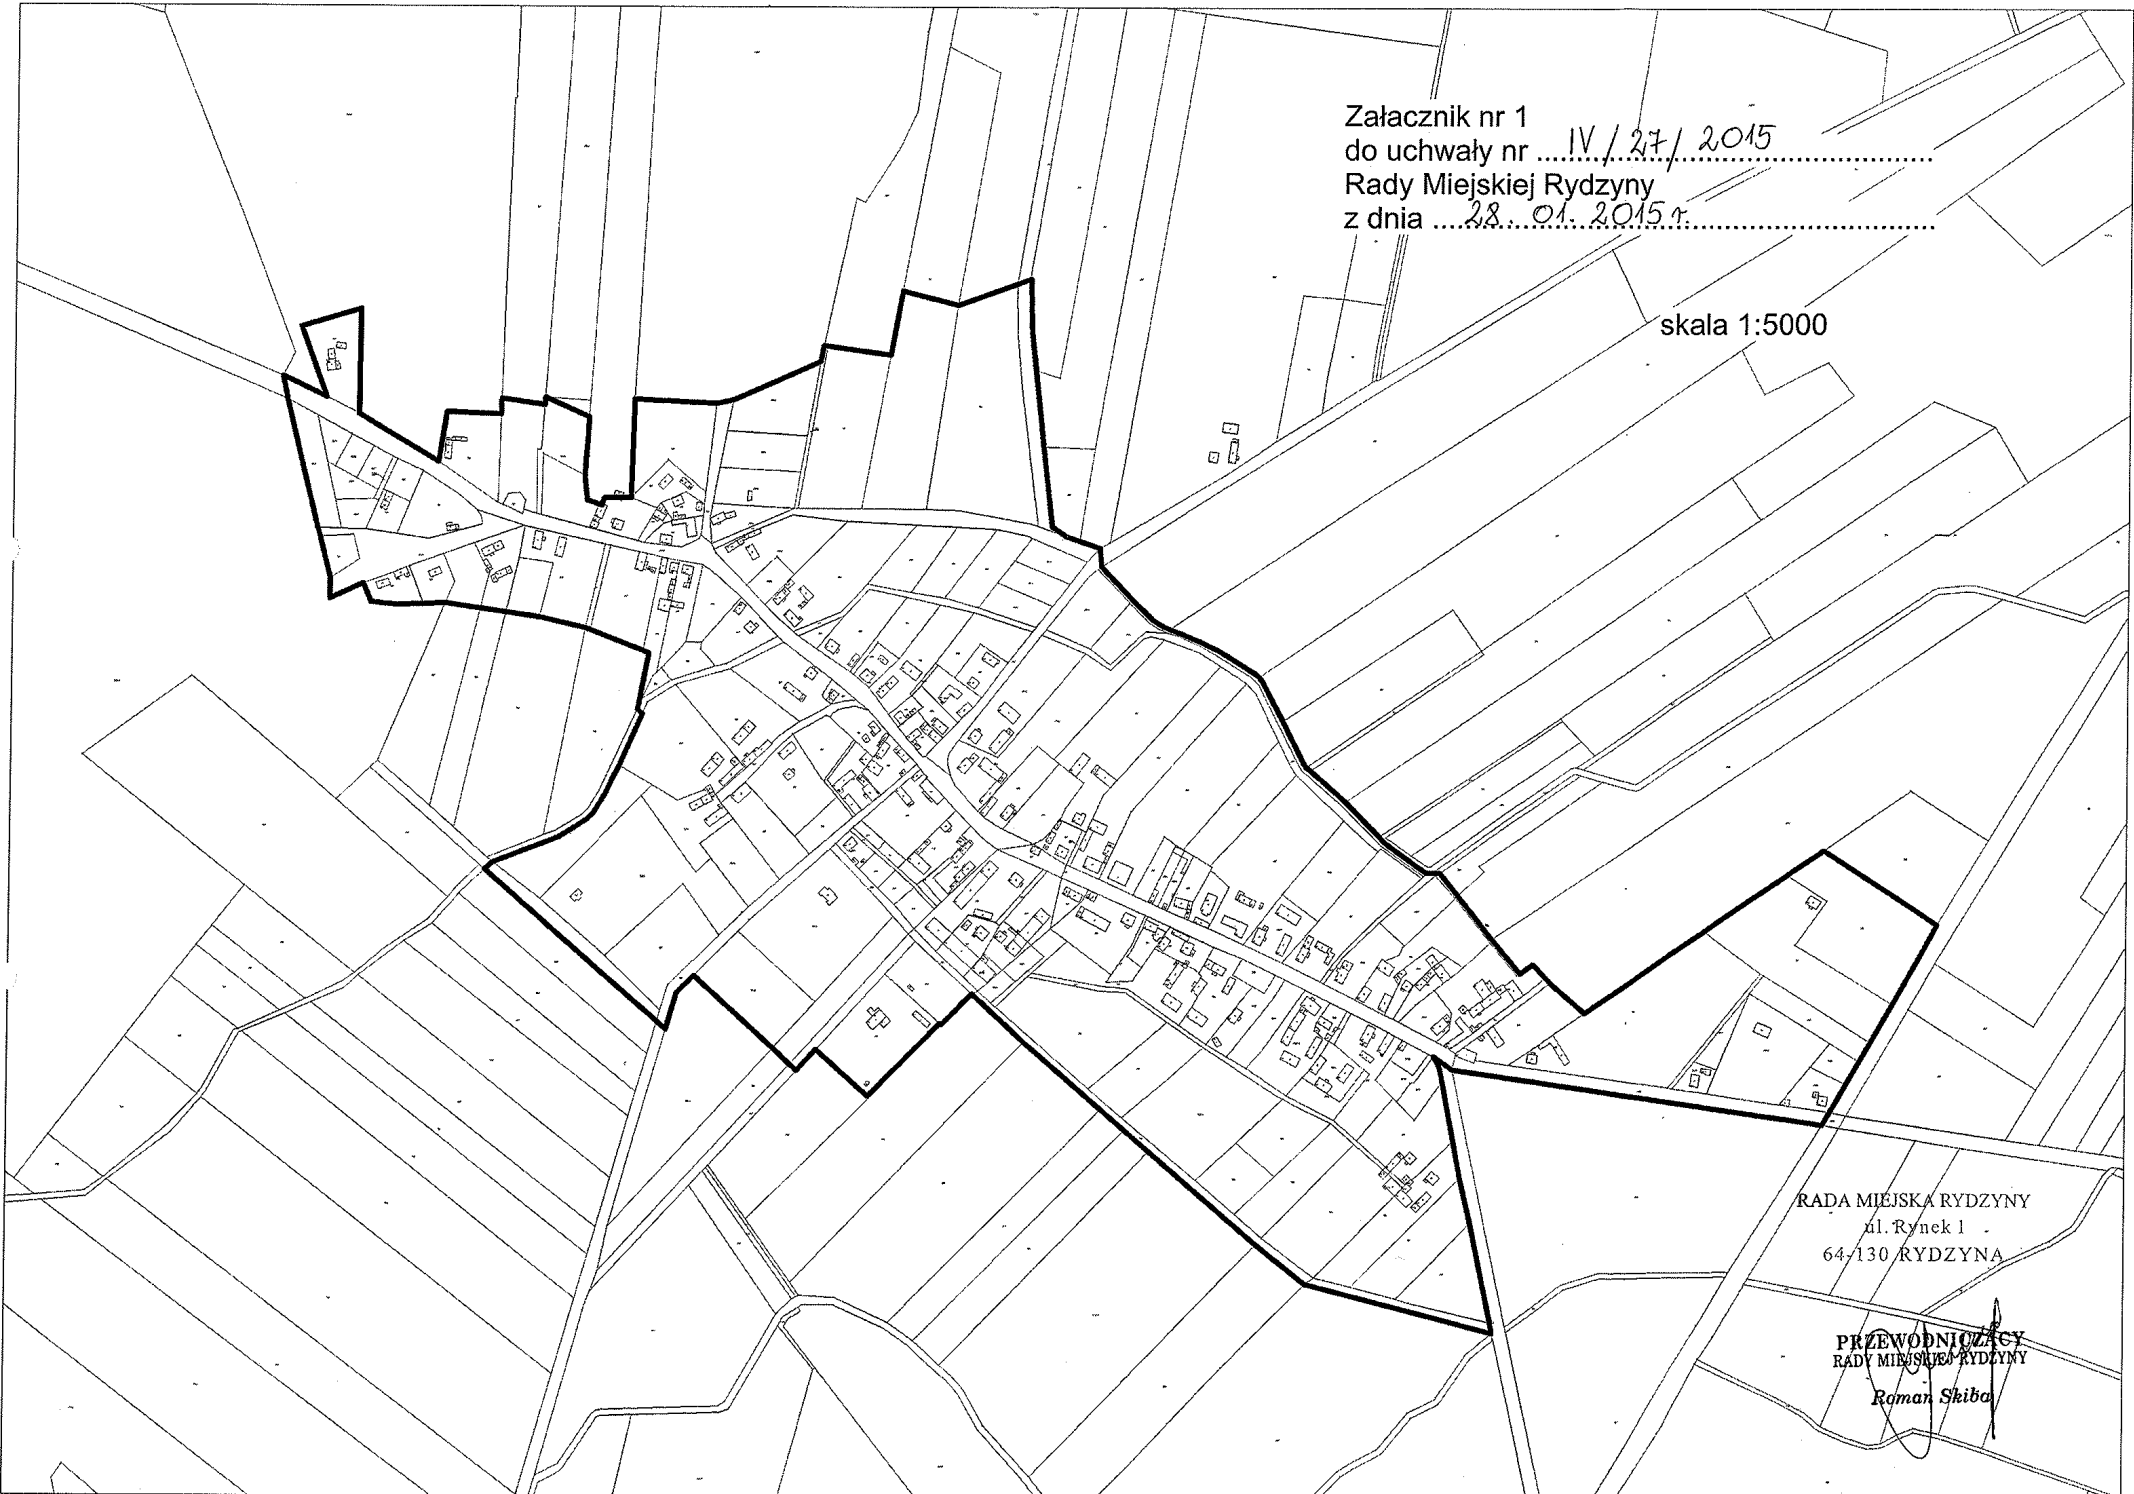 Załacznik nr 1
do uchwały nr ....IV / 27 / 2015....
Rady Miejskiej Rydzyny
z dnia ....28. 01. 2015 r.....
skala 1:5000
RADA MIEJSKA RYDZYNY
ul. Rynek 1
64-130 RYDZYNA
PRZEWODNICZĄCY
RADY MIEJSKIEJ RYDZYNY
Roman Skiba